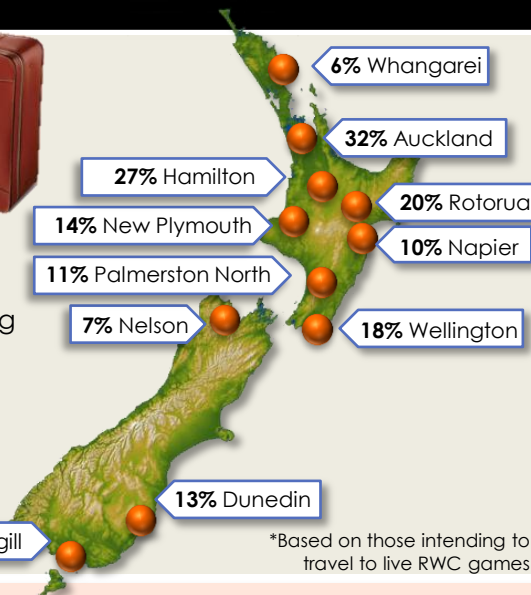 6% Whangarei
32% Auckland
27% Hamilton
20% Rotorua
14% New Plymouth
10% Napier
11% Palmerston North
7% Nelson
18% Wellington
13% Dunedin
*Based on those intending to
travel to live RWC games